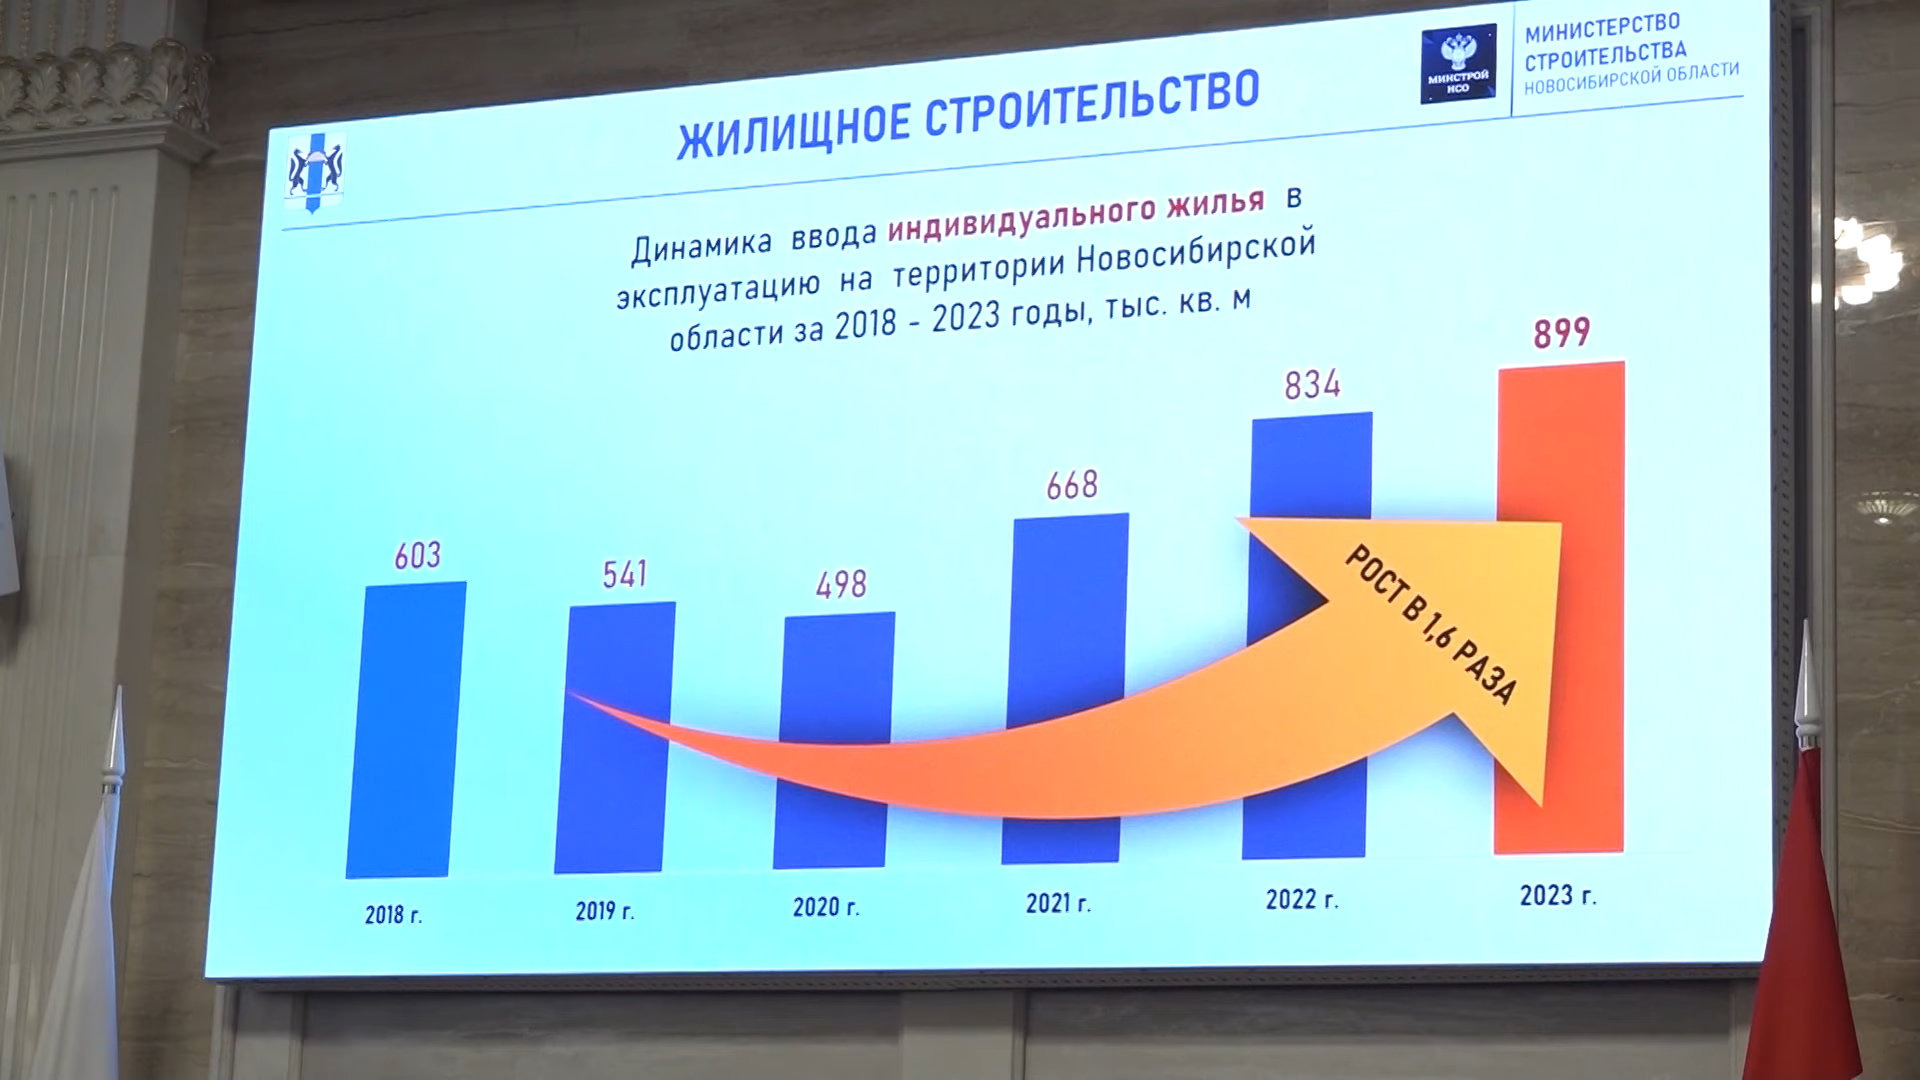 МИНИСТЕРСТВО
СТРОИТЕЛЬСТВА
НОВОСИБИРСКОЙ ОБЛАСТИ
МИНСТРОЙ
НСО
ЖИЛИЩНОЕ СТРОИТЕЛЬСТВО
Динамика ввода индивидуального жилья в
эксплуатацию на территории Новосибирской
области за 2018 - 2023 годы, тыс. кв. м
603
541
498
668
834
899
РОСТ В 1,6 РАЗА
2018 г.
2019 г.
2020 г.
2021 г.
2022 г.
2023 г.